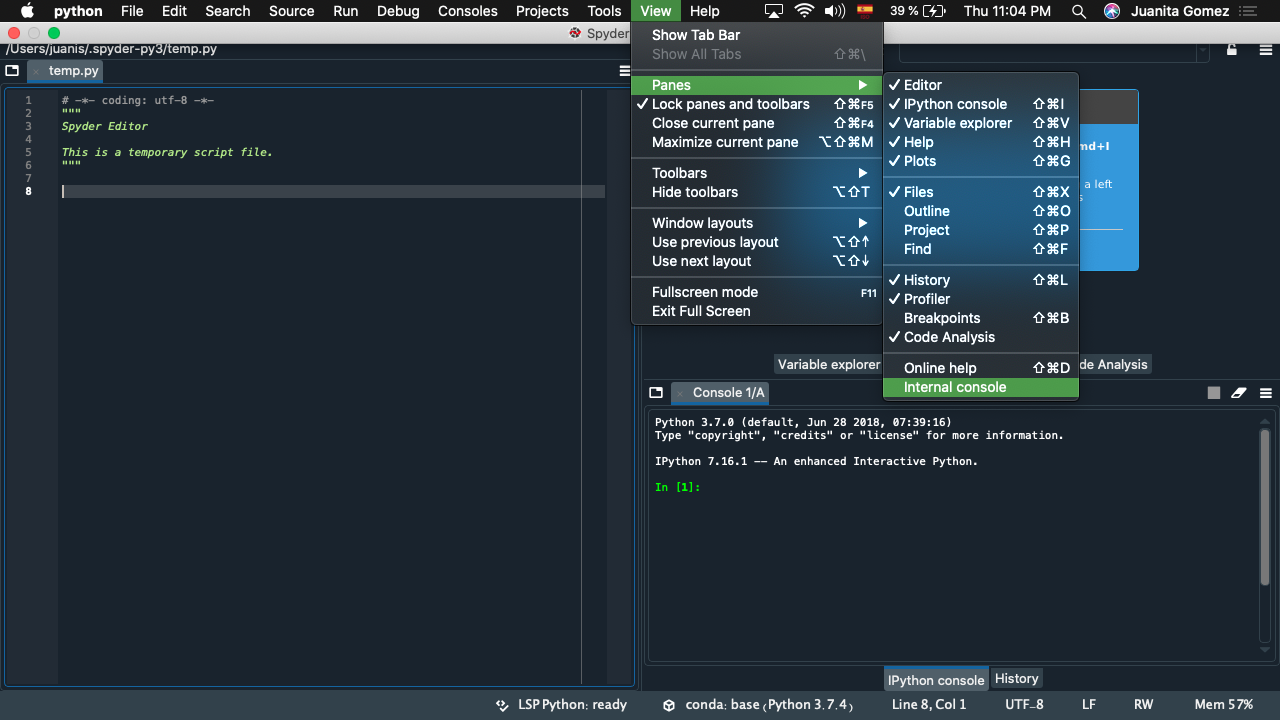 python File Edit Search Source Run Debug Consoles Projects Tools View Help 39 % Thu 11:04 PM Juanita Gomez
Spyder
/Users/juanis/.spyder-py3/temp.py
temp.py
1 # -*- coding: utf-8 -*-
2 """
3 Spyder Editor
4
5 This is a temporary script file.
6 """
7
8
Show Tab Bar
Show All Tabs ⇧⌘\
Panes ▶
✓ Lock panes and toolbars ⇧⌘F5
Close current pane ⇧⌘F4
Maximize current pane ⌥⇧⌘M
Toolbars ▶
Hide toolbars ⌥⇧T
Window layouts ▶
Use previous layout ⌥⇧↑
Use next layout ⌥⇧↓
Fullscreen mode F11
Exit Full Screen
✓ Editor
✓ IPython console ⇧⌘I
✓ Variable explorer ⇧⌘V
✓ Help ⇧⌘H
✓ Plots ⇧⌘G
✓ Files ⇧⌘X
Outline ⇧⌘O
Project ⇧⌘P
Find ⇧⌘F
✓ History ⇧⌘L
✓ Profiler
Breakpoints ⇧⌘B
✓ Code Analysis
Online help ⇧⌘D
Internal console
md+I
a left
s
Variable explorer
de Analysis
Console 1/A
Python 3.7.0 (default, Jun 28 2018, 07:39:16)
Type "copyright", "credits" or "license" for more information.
IPython 7.16.1 -- An enhanced Interactive Python.
In [1]:
IPython console History
LSP Python: ready conda: base (Python 3.7.4) Line 8, Col 1 UTF-8 LF RW Mem 57%